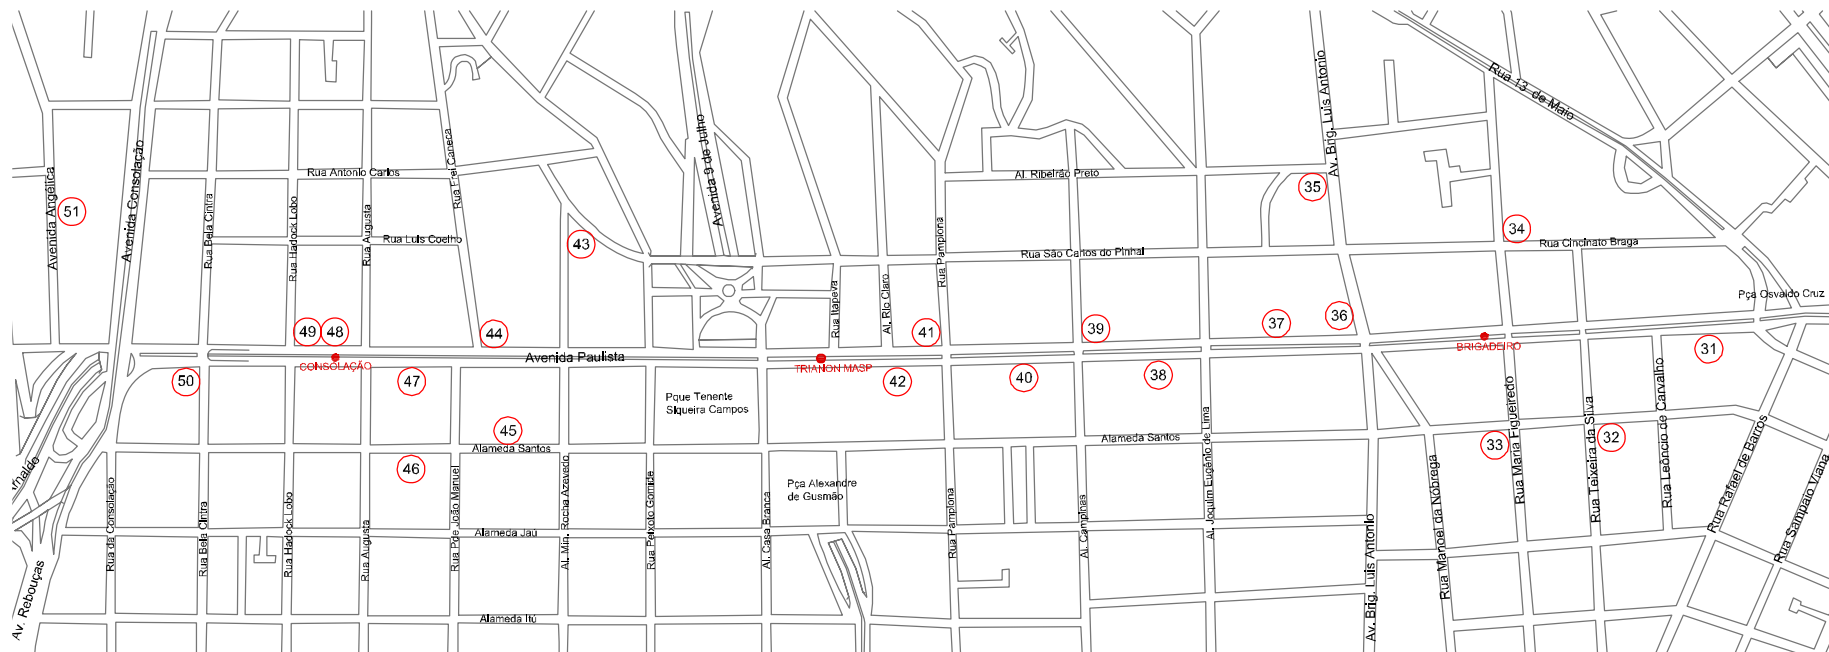 Rua 13 de Maio
Av. Brig. Luis Antonio
Avenida 9 de Julho
Avenida Consolação
Rua Frei Caneca
Rua Antonio Carlos
Al. Ribeirão Preto
Avenida Angélica
35
51
Rua Bela Cintra
Rua Hadock Lobo
Rua Augusta
Rua Luis Coelho
43
Rua Pamplona
Rua São Carlos do Pinhal
34
Rua Cincinato Braga
Pça Osvaldo Cruz
Rua Itapeva
Al. Rio Claro
49
48
44
41
39
37
36
Avenida Paulista
CONSOLAÇÃO
TRIANON MASP
BRIGADEIRO
31
50
47
42
40
38
Pque Tenente
Siqueira Campos
45
Alameda Santos
Alameda Santos
46
33
32
Rua Maria Figueiredo
Rua Teixeira da Silva
Rua Leôncio de Carvalho
Rua Rafael de Barros
Rua Sampaio Viana
Pça Alexandre
de Gusmão
Rua da Consolação
Rua Bela Cintra
Rua Hadock Lobo
Rua Augusta
Rua Pde. João Manuel
Al. Min. Rocha Azevedo
Rua Peixoto Gomide
Al. Casa Branca
Rua Pamplona
Al. Campinas
Al. Joquim Eugênio de Lima
Av. Brig. Luis Antonio
Rua Manoel da Nóbrega
Alameda Jaú
Alameda Itú
Arnaldo
Av. Rebouças